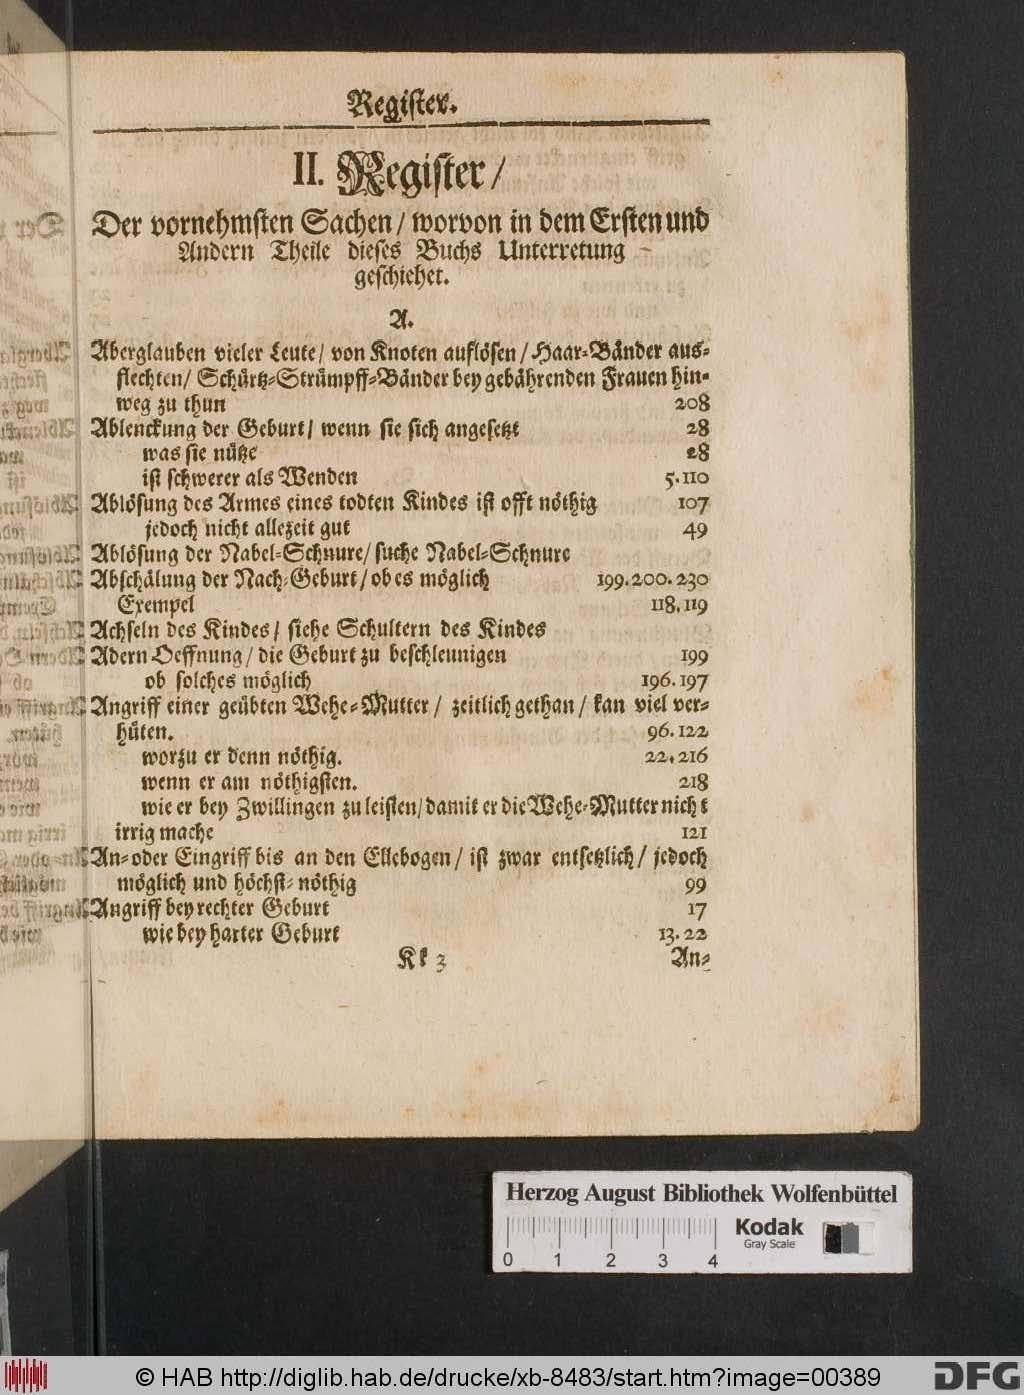 Register.
II. Register /
Der vornehmsten Sachen / worvon in dem Ersten und
Andern Theile dieses Buchs Unterretung
geschiehet.
A.
Aberglauben vieler Leute / von Knoten auflösen / Haar-Bänder aus-
flechten / Schürtz-Strümpff-Bänder bey gebährenden Frauen hin-
weg zu thun 208
Ablenckung der Geburt / wenn sie sich angesetzt 28
was sie nütze 28
ist schwerer als Wenden 5. 110
Ablösung des Armes eines todten Kindes ist offt nöthig 107
jedoch nicht allezeit gut 49
Ablösung der Nabel-Schnure / suche Nabel-Schnure
Abschälung der Nach-Geburt / ob es möglich 199. 200. 230
Exempel 118. 119
Achseln des Kindes / siehe Schultern des Kindes
Adern Oeffnung / die Geburt zu beschleunigen 199
ob solches möglich 196. 197
Angriff einer geübten Wehe-Mutter / zeitlich gethan / kan viel ver-
hüten. 96. 122
worzu er denn nöthig. 22. 216
wenn er am nöthigsten. 218
wie er bey Zwillingen zu leisten / damit er die Wehe-Mutter nicht
irrig mache 121
An- oder Eingriff bis an den Ellebogen / ist zwar entsetzlich / jedoch
möglich und höchst-nöthig 99
Angriff bey rechter Geburt 17
wie bey harter Geburt 13. 22
Kk 3 An-
Herzog August Bibliothek Wolfenbüttel
Kodak
Gray Scale
0 1 2 3 4
© HAB http://diglib.hab.de/drucke/xb-8483/start.htm?image=00389
DFG